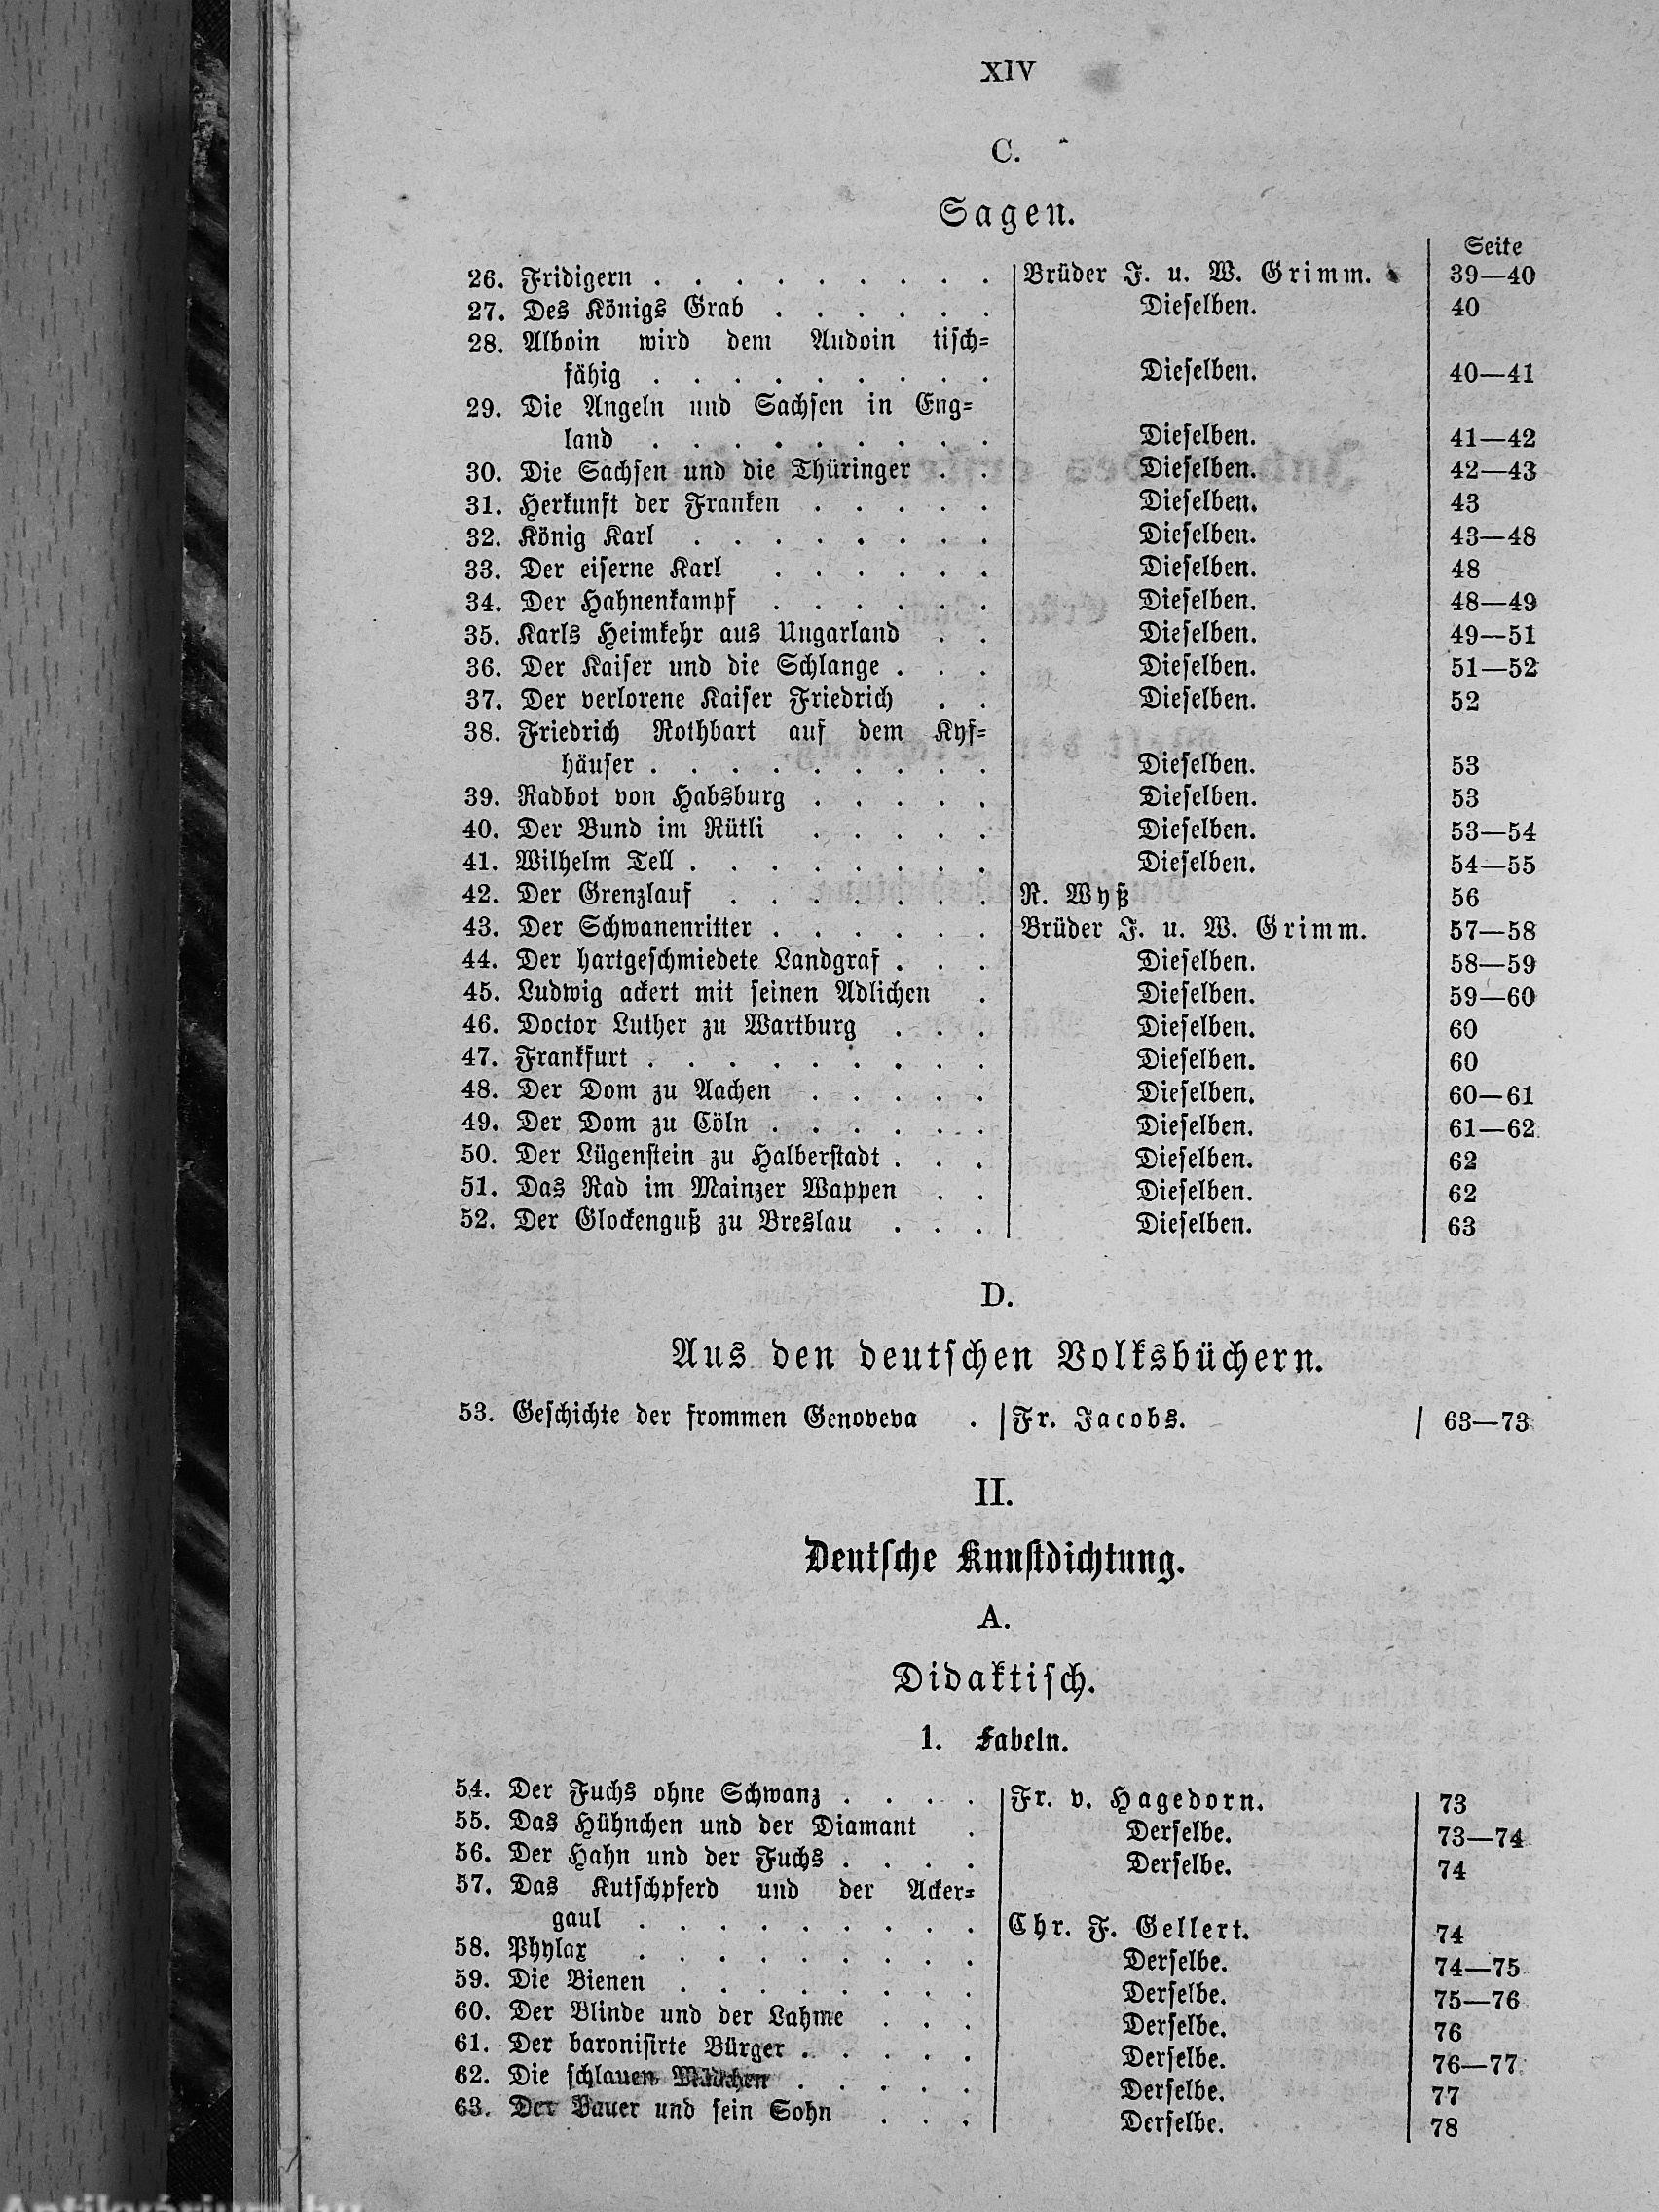 XIV
C.
Sagen.
Seite
26. Fridigern . . . . . . . . . Brüder J. u. W. Grimm. 39—40
27. Des Königs Grab . . . . . . Dieselben. 40
28. Alboin wird dem Audoin tisch=
fähig . . . . . . . . . Dieselben. 40—41
29. Die Angeln und Sachsen in Eng=
land . . . . . . . . . Dieselben. 41—42
30. Die Sachsen und die Thüringer . . Dieselben. 42—43
31. Herkunft der Franken . . . . . Dieselben. 43
32. König Karl . . . . . . . . Dieselben. 43—48
33. Der eiserne Karl . . . . . . Dieselben. 48
34. Der Hahnenkampf . . . . . . Dieselben. 48—49
35. Karls Heimkehr aus Ungarland . . Dieselben. 49—51
36. Der Kaiser und die Schlange . . . Dieselben. 51—52
37. Der verlorene Kaiser Friedrich . . Dieselben. 52
38. Friedrich Rothbart auf dem Kyf=
häuser . . . . . . . . . Dieselben. 53
39. Radbot von Habsburg . . . . . Dieselben. 53
40. Der Bund im Rütli . . . . . Dieselben. 53—54
41. Wilhelm Tell . . . . . . . . Dieselben. 54—55
42. Der Grenzlauf . . . . . . . R. Wyß 56
43. Der Schwanenritter . . . . . . Brüder J. u. W. Grimm. 57—58
44. Der hartgeschmiedete Landgraf . . . Dieselben. 58—59
45. Ludwig ackert mit seinen Adlichen . Dieselben. 59—60
46. Doctor Luther zu Wartburg . . . Dieselben. 60
47. Frankfurt . . . . . . . . . Dieselben. 60
48. Der Dom zu Aachen . . . . . Dieselben. 60—61
49. Der Dom zu Cöln . . . . . . Dieselben. 61—62
50. Der Lügenstein zu Halberstadt . . . Dieselben. 62
51. Das Rad im Mainzer Wappen . . Dieselben. 62
52. Der Glockenguß zu Breslau . . . Dieselben. 63
D.
Aus den deutschen Volksbüchern.
53. Geschichte der frommen Genoveva . Fr. Jacobs. 63—73
II.
Deutsche Kunstdichtung.
A.
Didaktisch.
1. Fabeln.
54. Der Fuchs ohne Schwanz . . . . Fr. v. Hagedorn. 73
55. Das Hühnchen und der Diamant . Derselbe. 73—74
56. Der Hahn und der Fuchs . . . . Derselbe. 74
57. Das Kutschpferd und der Acker=
gaul . . . . . . . . . Chr. F. Gellert. 74
58. Phylax . . . . . . . . . Derselbe. 74—75
59. Die Bienen . . . . . . . . Derselbe. 75—76
60. Der Blinde und der Lahme . . . Derselbe. 76
61. Der baronisirte Bürger . . . . . Derselbe. 76—77
62. Die schlauen Mädchen . . . . . Derselbe. 77
63. Der Bauer und sein Sohn . . . Derselbe. 78